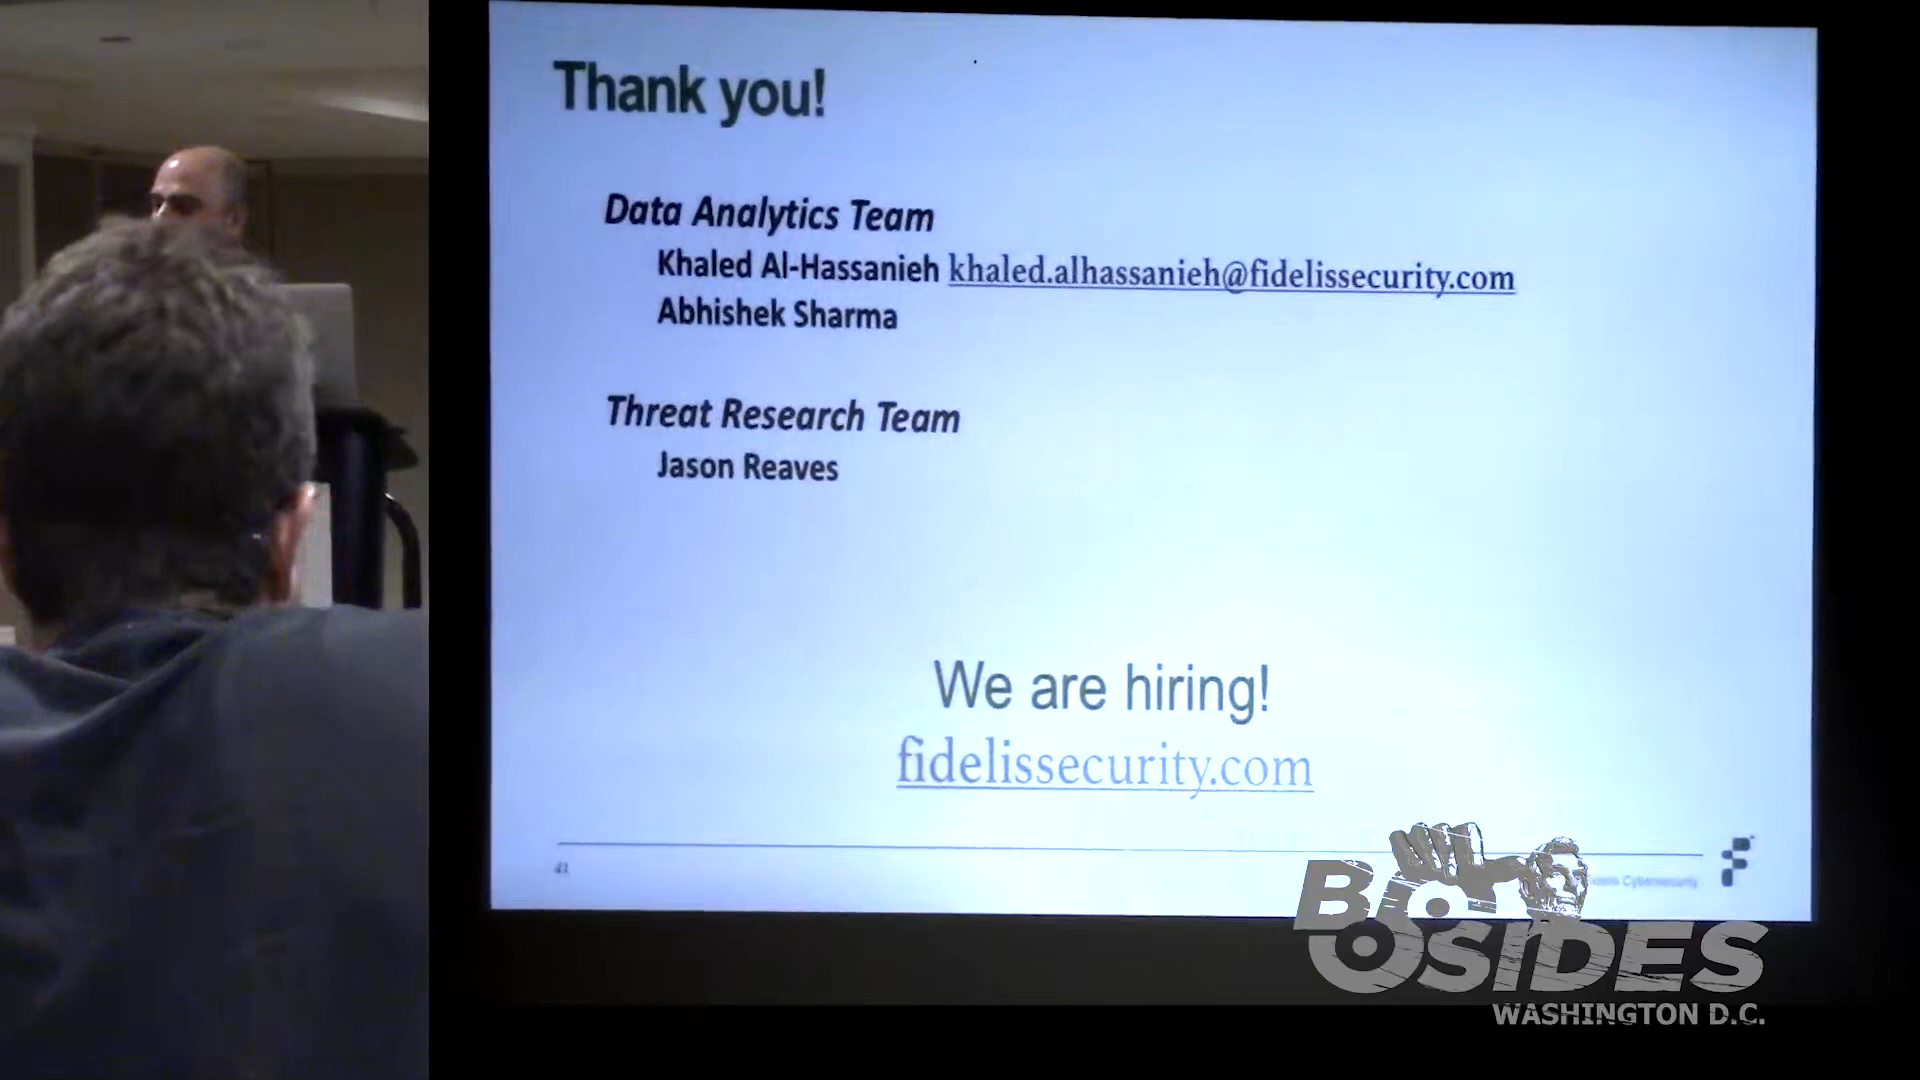 Thank you!
Data Analytics Team
Khaled Al-Hassanieh khaled.alhassanieh@fidelissecurity.com
Abhishek Sharma
Threat Research Team
Jason Reaves
We are hiring!
fidelissecurity.com
41
Cybersecurity
BSIDES
WASHINGTON D.C.